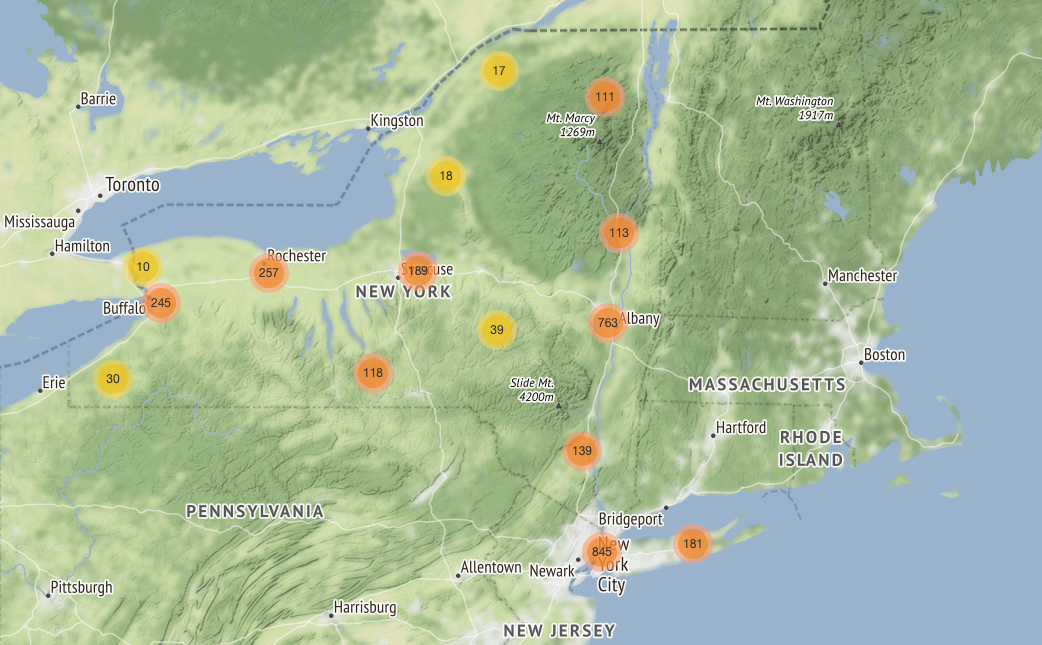 17
Barrie
111
Mt. Washington
1917m
Kingston
Mt. Marcy
1269m
18
Toronto
Mississauga
113
Hamilton
10
257
Rochester
189
Syracuse
Manchester
NEW YORK
Buffalo
245
763
Albany
39
Boston
118
30
Erie
Slide Mt.
4200m
MASSACHUSETTS
Hartford
139
RHODE
ISLAND
PENNSYLVANIA
Bridgeport
845
New
York
City
181
Newark
Allentown
Pittsburgh
Harrisburg
NEW JERSEY